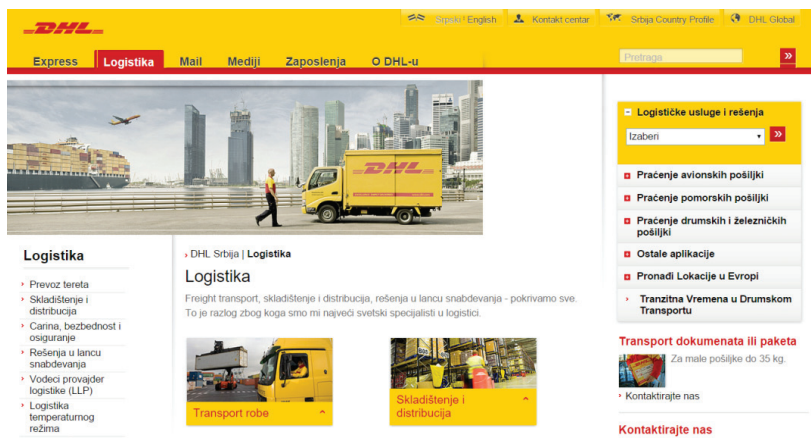 DHL
Srpski | English
Kontakt centar
Srbija Country Profile
DHL Global
Express
Logistika
Mail
Mediji
Zaposlenja
O DHL-u
Pretraga
DHL
Logistika
Prevoz tereta
Skladištenje i
distribucija
Carina, bezbednost i
osiguranje
Rešenja u lancu
snabdevanja
Vodeci provajder
logistike (LLP)
Logistika
temperaturnog
režima
DHL Srbija | Logistika
Logistika
Freight transport, skladištenje i distribucija, rešenja u lancu snabdevanja - pokrivamo sve.
To je razlog zbog koga smo mi najveći svetski specijalisti u logistici.
Transport robe
Skladištenje i
distribucija
Logističke usluge i rešenja
Izaberi
Praćenje avionskih pošiljki
Praćenje pomorskih pošiljki
Praćenje drumskih i železničkih
pošiljki
Ostale aplikacije
Pronađi Lokacije u Evropi
Tranzitna Vremena u Drumskom
Transportu
Transport dokumenata ili paketa
Za male pošiljke do 35 kg.
Kontaktirajte nas
Kontaktirajte nas